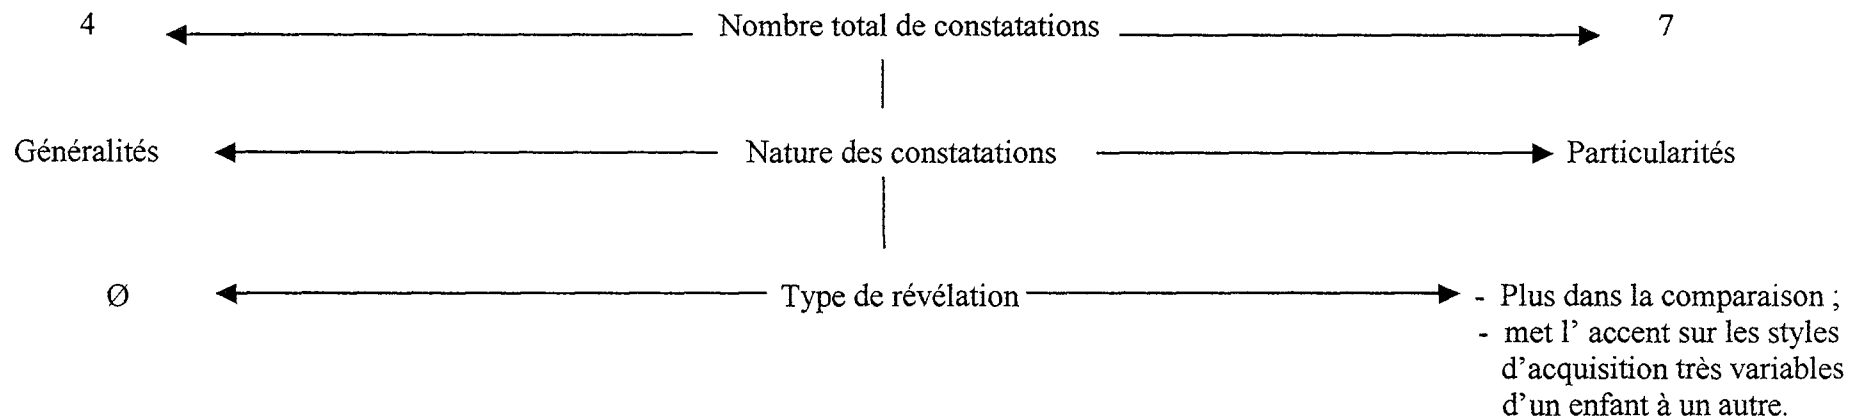 4 Nombre total de constatations 7
Généralités Nature des constatations Particularités
Ø Type de révélation - Plus dans la comparaison ;
- met l' accent sur les styles
d'acquisition très variables
d'un enfant à un autre.